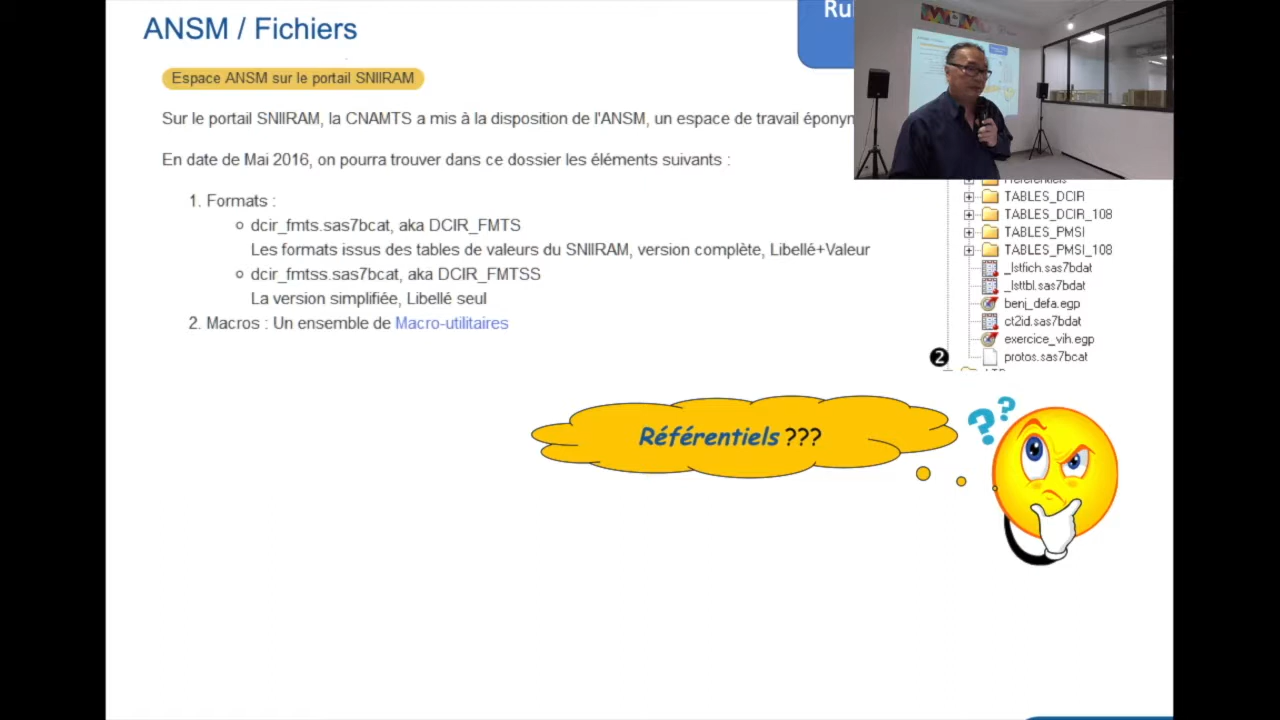 ANSM / Fichiers
Espace ANSM sur le portail SNIIRAM
Sur le portail SNIIRAM, la CNAMTS a mis à la disposition de l'ANSM, un espace de travail
En date de Mai 2016, on pourra trouver dans ce dossier les éléments suivants :
1. Formats :
dcir_fmts.sas7bcat, aka DCIR_FMTS
Les formats issus des tables de valeurs du SNIIRAM, version complète, Libellé+Valeur
dcir_fmtss.sas7bcat, aka DCIR_FMTSS
La version simplifiée, Libellé seul
2. Macros : Un ensemble de Macro-utilitaires
TABLES_DCIR
TABLES_DCIR_108
TABLES_PMSI
TABLES_PMSI_108
_lstfich.sas7bdat
_lsttbl.sas7bdat
benj_defa.egp
ct2id.sas7bdat
exercice_vih.egp
2 protos.sas7bcat
Référentiels ???
? ?